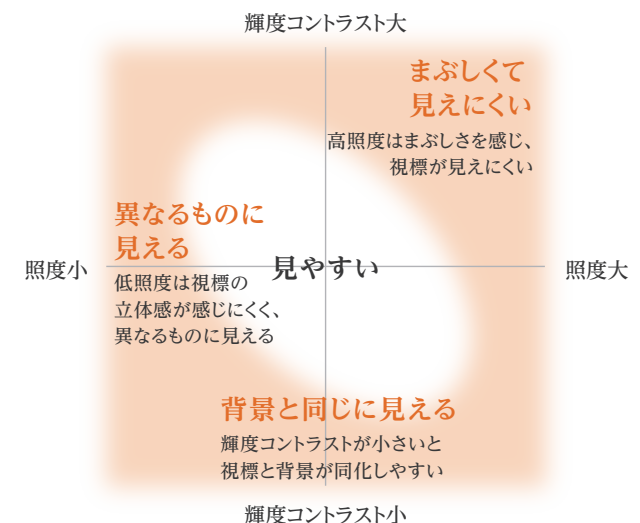 輝度コントラスト大
まぶしくて
見えにくい
高照度はまぶしさを感じ、
視標が見えにくい
異なるものに
見える
低照度は視標の
立体感が感じにくく、
異なるものに見える
照度小
見やすい
照度大
背景と同じに見える
輝度コントラストが小さいと
視標と背景が同化しやすい
輝度コントラスト小